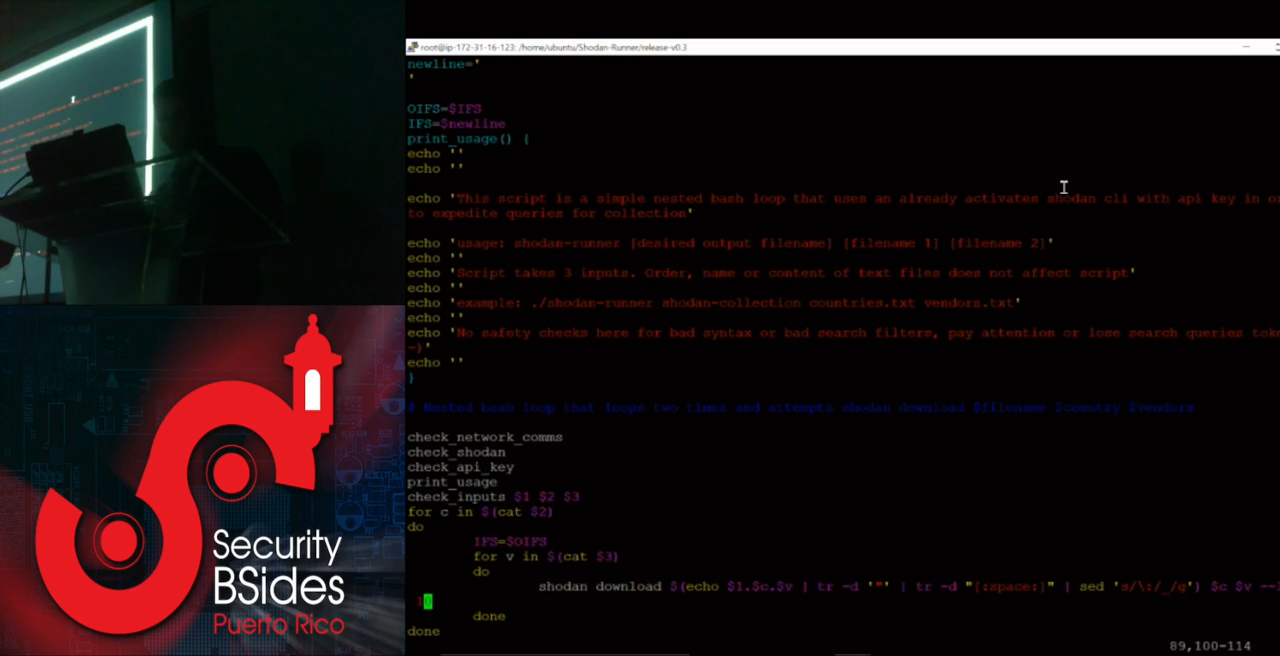 root@ip-172-31-16-123: /home/ubuntu/Shodan-Runner/release-v0.3
newline='
'
OIFS=$IFS
IFS=$newline
print_usage() {
echo ''
echo ''
echo 'This script is a simple nested bash loop that uses an already activates shodan cli with api key in o
to expedite queries for collection'
echo 'usage: shodan-runner [desired output filename] [filename 1] [filename 2]'
echo ''
echo 'Script takes 3 inputs. Order, name or content of text files does not affect script'
echo ''
echo 'example: ./shodan-runner shodan-collection countries.txt vendors.txt'
echo ''
echo 'No safety checks here for bad syntax or bad search filters, pay attention or lose search queries tok
-)'
echo ''
}
# Nested bash loop that loops two times and attempts shodan download $filename $country $vendors
check_network_comms
check_shodan
check_api_key
print_usage
check_inputs $1 $2 $3
for c in $(cat $2)
do
IFS=$OIFS
for v in $(cat $3)
do
shodan download $(echo $1.$c.$v | tr -d '"' | tr -d "[:space:]" | sed 's/\:/_/g') $c $v --
done
done
89,100-114
Security
BSides
Puerto Rico